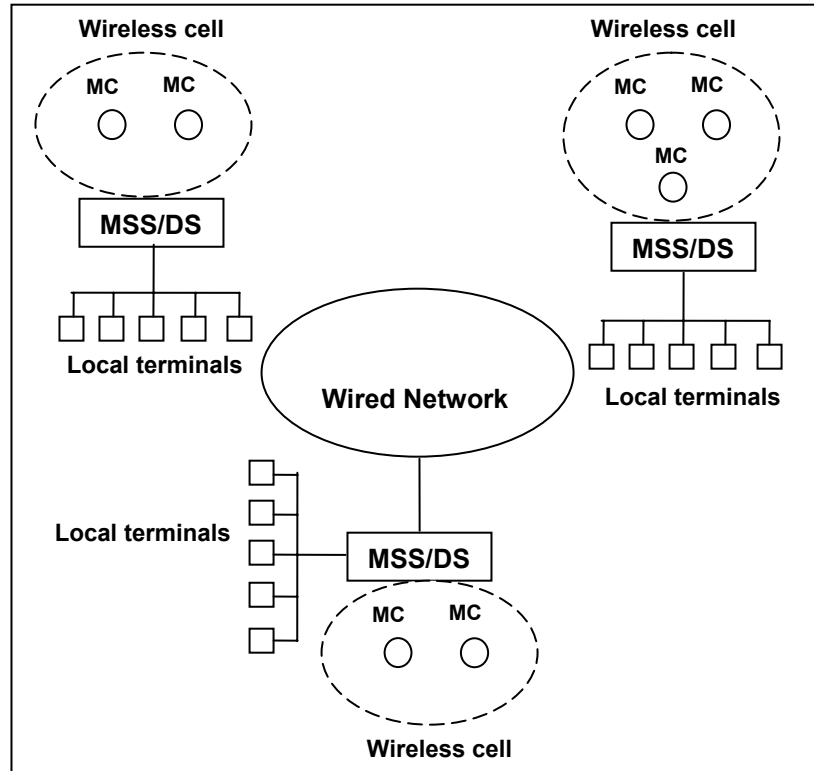 Wireless cell
MC MC
MSS/DS
Local terminals
Wireless cell
MC MC
MC
MSS/DS
Local terminals
Wired Network
Local terminals
MSS/DS
MC MC
Wireless cell